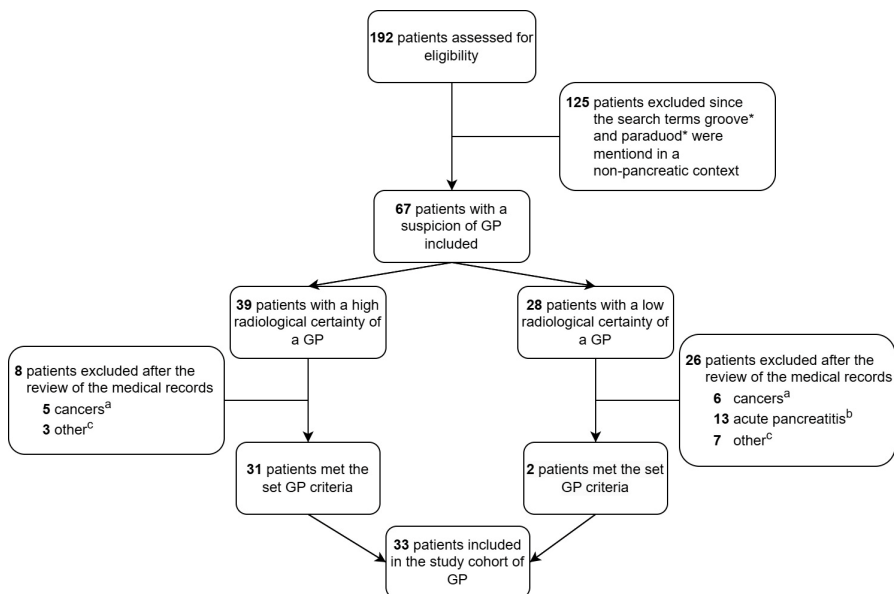 192 patients assessed for
eligibility
125 patients excluded since
the search terms groove*
and paraduod* were
mentiond in a
non-pancreatic context
67 patients with a
suspicion of GP
included
39 patients with a high
radiological certainty of
a GP
28 patients with a low
radiological certainty of
a GP
8 patients excluded after the
review of the medical records
5 cancersᵃ
3 otherᶜ
26 patients excluded after the
review of the medical records
6 cancersᵃ
13 acute pancreatitisᵇ
7 otherᶜ
31 patients met the
set GP criteria
2 patients met the set
GP criteria
33 patients included
in the study cohort of
GP